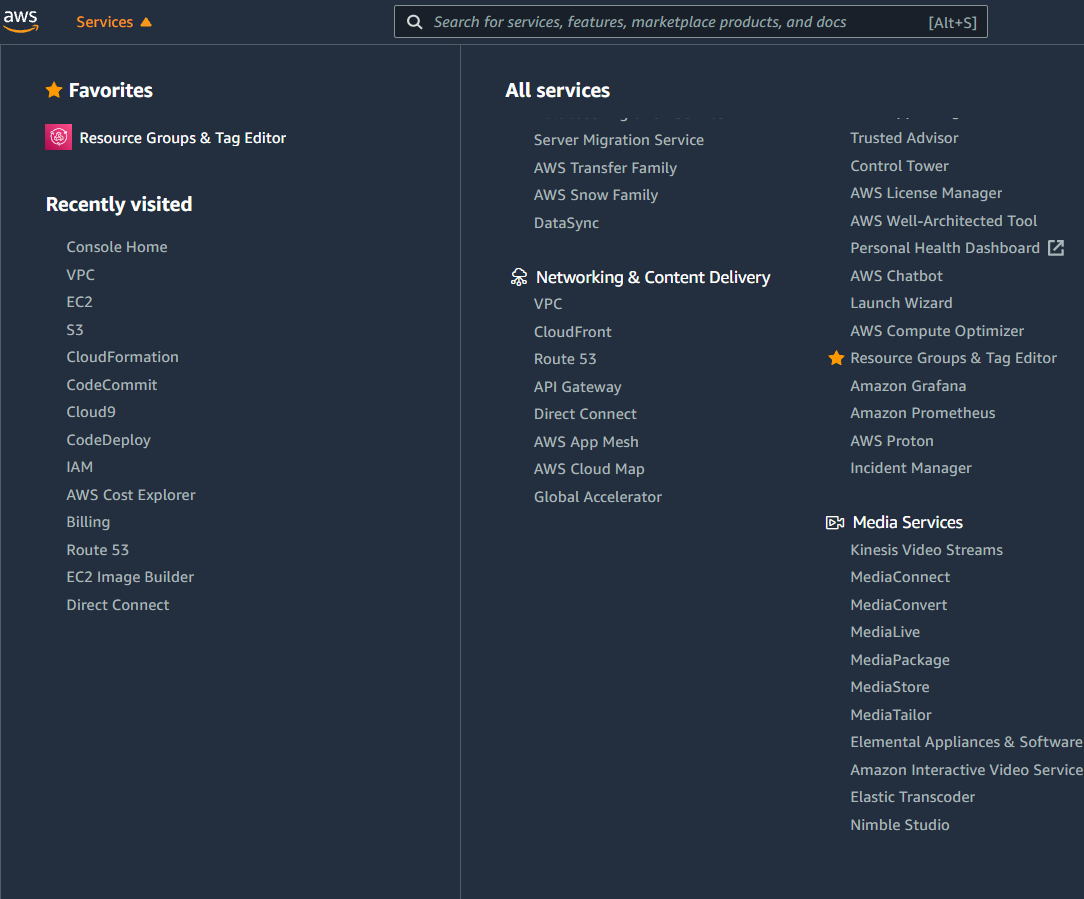 aws
Services
Search for services, features, marketplace products, and docs
[Alt+S]
Favorites
Resource Groups & Tag Editor
Recently visited
Console Home
VPC
EC2
S3
CloudFormation
CodeCommit
Cloud9
CodeDeploy
IAM
AWS Cost Explorer
Billing
Route 53
EC2 Image Builder
Direct Connect
All services
Server Migration Service
AWS Transfer Family
AWS Snow Family
DataSync
Networking & Content Delivery
VPC
CloudFront
Route 53
API Gateway
Direct Connect
AWS App Mesh
AWS Cloud Map
Global Accelerator
Trusted Advisor
Control Tower
AWS License Manager
AWS Well-Architected Tool
Personal Health Dashboard
AWS Chatbot
Launch Wizard
AWS Compute Optimizer
Resource Groups & Tag Editor
Amazon Grafana
Amazon Prometheus
AWS Proton
Incident Manager
Media Services
Kinesis Video Streams
MediaConnect
MediaConvert
MediaLive
MediaPackage
MediaStore
MediaTailor
Elemental Appliances & Software
Amazon Interactive Video Service
Elastic Transcoder
Nimble Studio